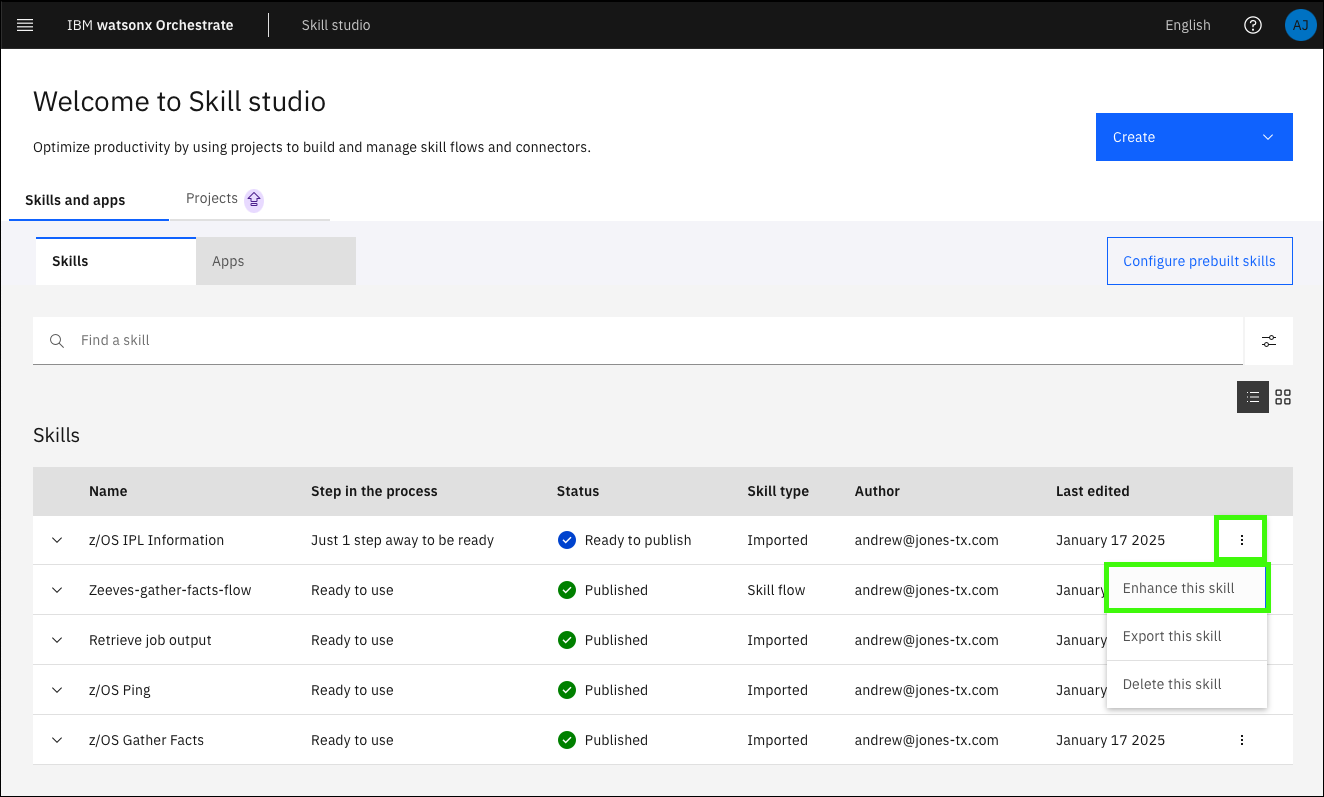 IBM watsonx Orchestrate Skill studio English AJ
Welcome to Skill studio
Optimize productivity by using projects to build and manage skill flows and connectors.
Create
Skills and apps Projects
Skills Apps Configure prebuilt skills
Find a skill
Skills
Name Step in the process Status Skill type Author Last edited
z/OS IPL Information Just 1 step away to be ready Ready to publish Imported andrew@jones-tx.com January 17 2025
Zeeves-gather-facts-flow Ready to use Published Skill flow andrew@jones-tx.com January
Enhance this skill
Retrieve job output Ready to use Published Imported andrew@jones-tx.com January
Export this skill
z/OS Ping Ready to use Published Imported andrew@jones-tx.com January
Delete this skill
z/OS Gather Facts Ready to use Published Imported andrew@jones-tx.com January 17 2025